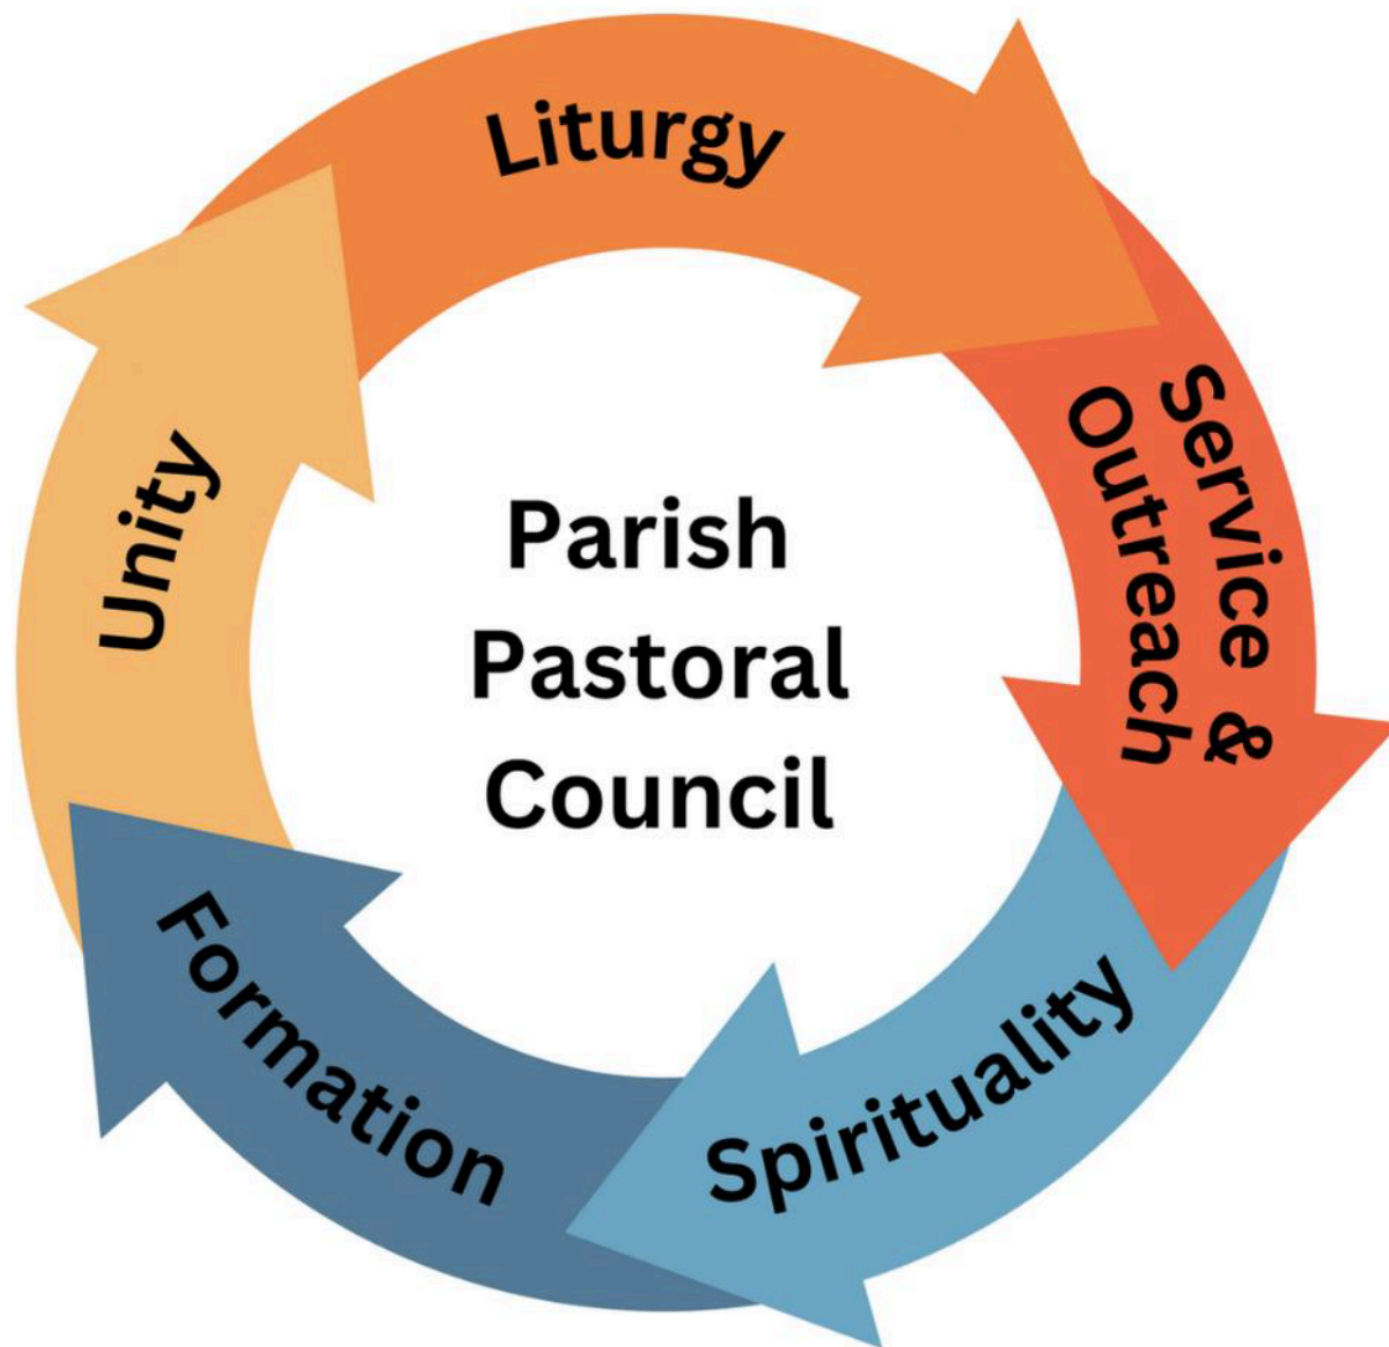 Liturgy
Service &
Outreach
Spirituality
Formation
Unity
Parish
Pastoral
Council